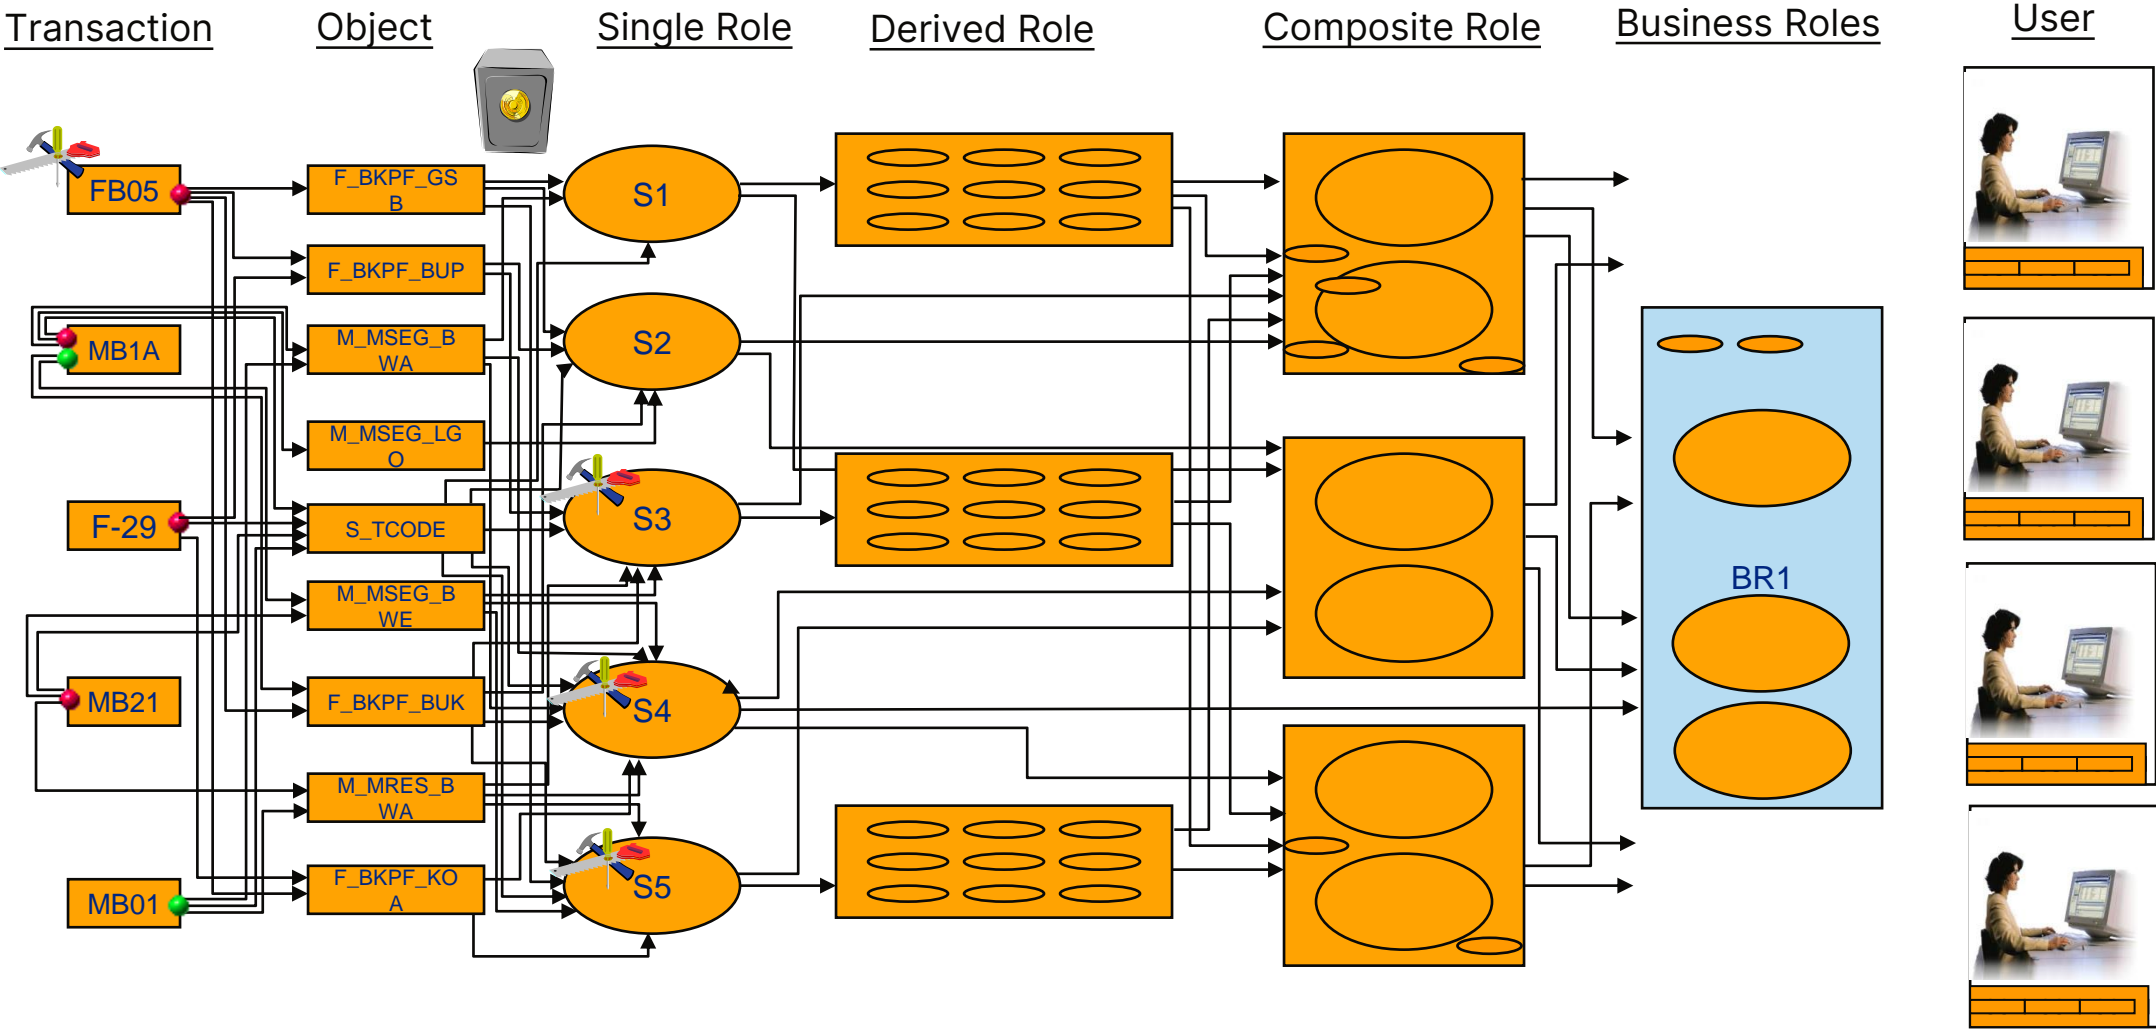 Transaction
Object
Single Role
Derived Role
Composite Role
Business Roles
User
FB05
MB1A
F-29
MB21
MB01
F_BKPF_GS
B
F_BKPF_BUP
M_MSEG_B
WA
M_MSEG_LG
O
S_TCODE
M_MSEG_B
WE
F_BKPF_BUK
M_MRES_B
WA
F_BKPF_KO
A
S1
S2
S3
S4
S5
BR1